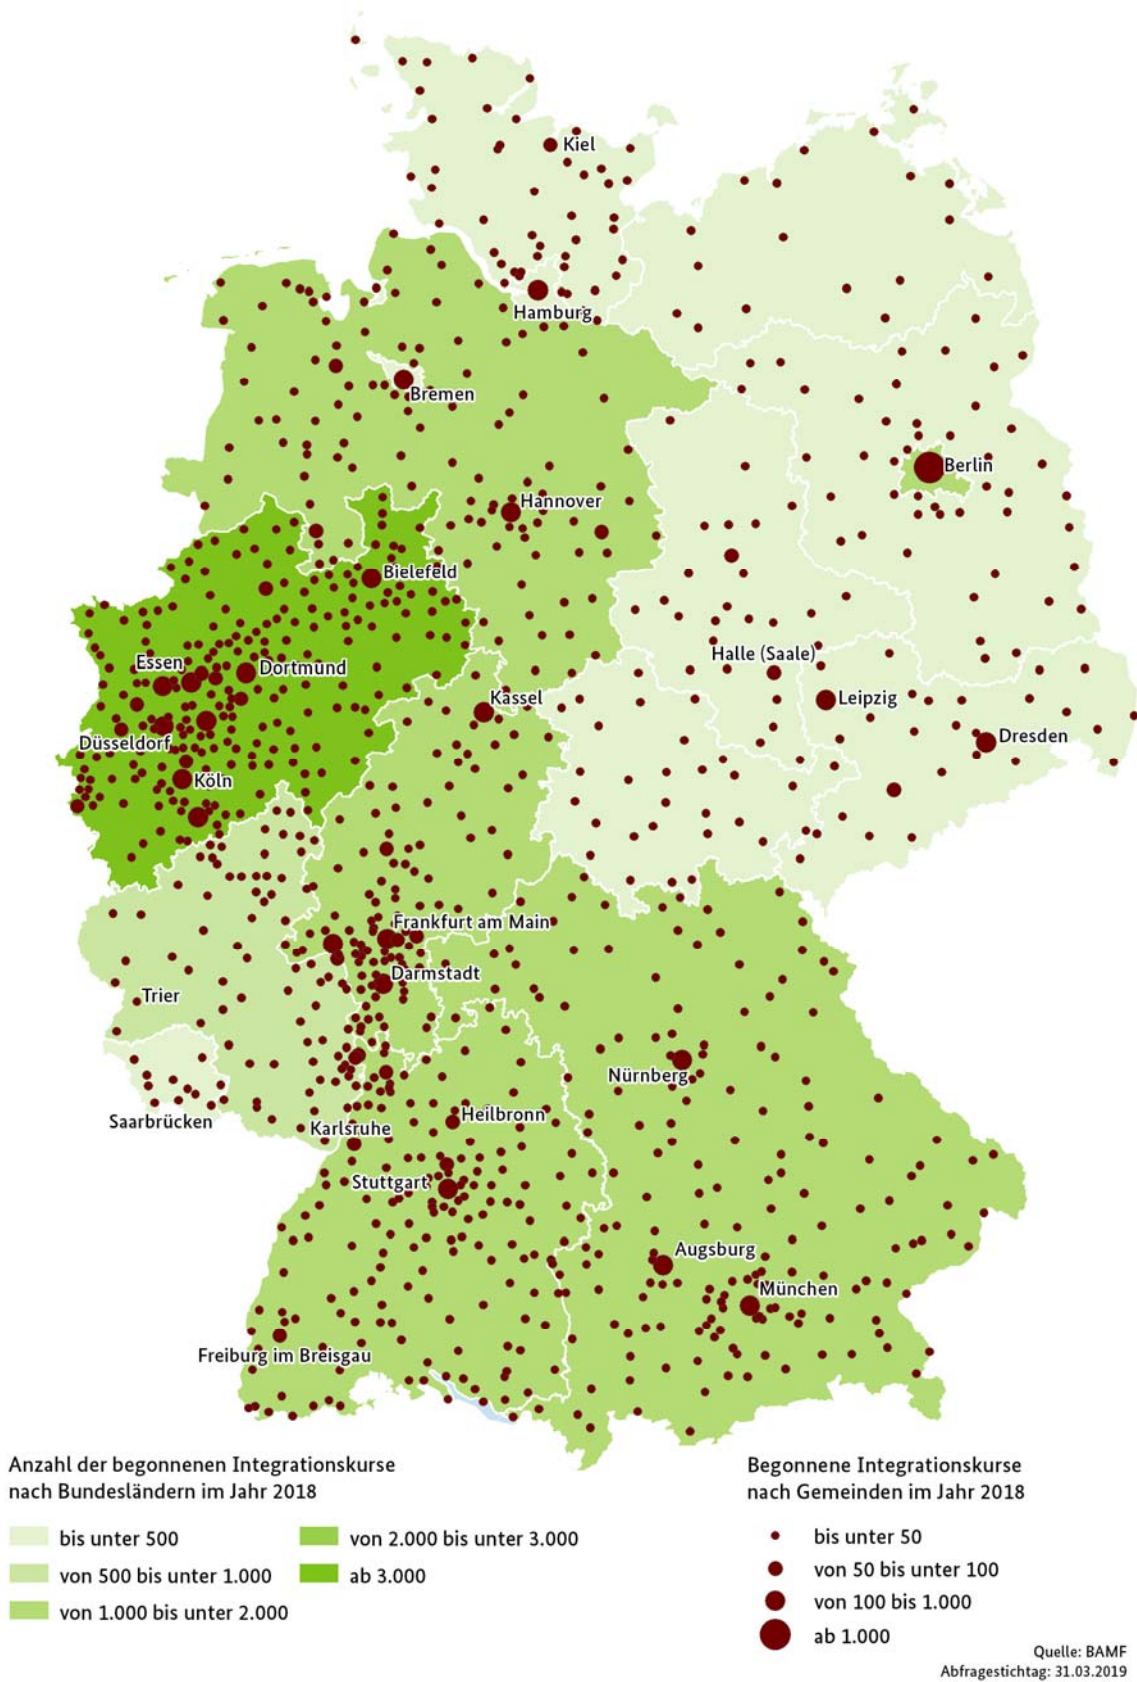 Kiel
Hamburg
Bremen
Berlin
Hannover
Bielefeld
Halle (Saale)
Essen
Dortmund
Kassel
Leipzig
Düsseldorf
Dresden
Köln
Frankfurt am Main
Darmstadt
Trier
Nürnberg
Saarbrücken
Heilbronn
Karlsruhe
Stuttgart
Augsburg
München
Freiburg im Breisgau
Anzahl der begonnenen Integrationskurse
nach Bundesländern im Jahr 2018
bis unter 500
von 500 bis unter 1.000
von 1.000 bis unter 2.000
von 2.000 bis unter 3.000
ab 3.000
Begonnene Integrationskurse
nach Gemeinden im Jahr 2018
bis unter 50
von 50 bis unter 100
von 100 bis 1.000
ab 1.000
Quelle: BAMF
Abfragestichtag: 31.03.2019